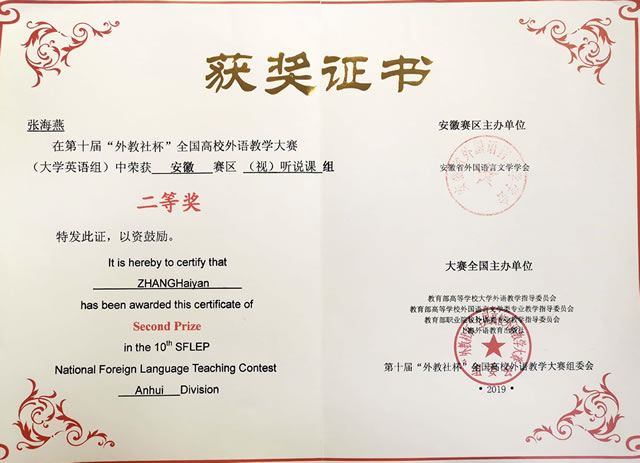 获奖证书
张海燕
在第十届“外教社杯”全国高校外语教学大赛
（大学英语组）中荣获 安徽 赛区 （视）听说课 组
二等奖
特发此证，以资鼓励。
It is hereby to certify that
ZHANGHaiyan
has been awarded this certificate of
Second Prize
in the 10th SFLEP
National Foreign Language Teaching Contest
Anhui Division
安徽赛区主办单位
安徽省外国语言文学学会
大赛全国主办单位
教育部高等学校大学外语教学指导委员会
教育部高等学校外国语言文学类专业教学指导委员会
教育部职业院校外语类专业教学指导委员会
上海外语教育出版社
第十届“外教社杯”全国高校外语教学大赛组委会
·2019·